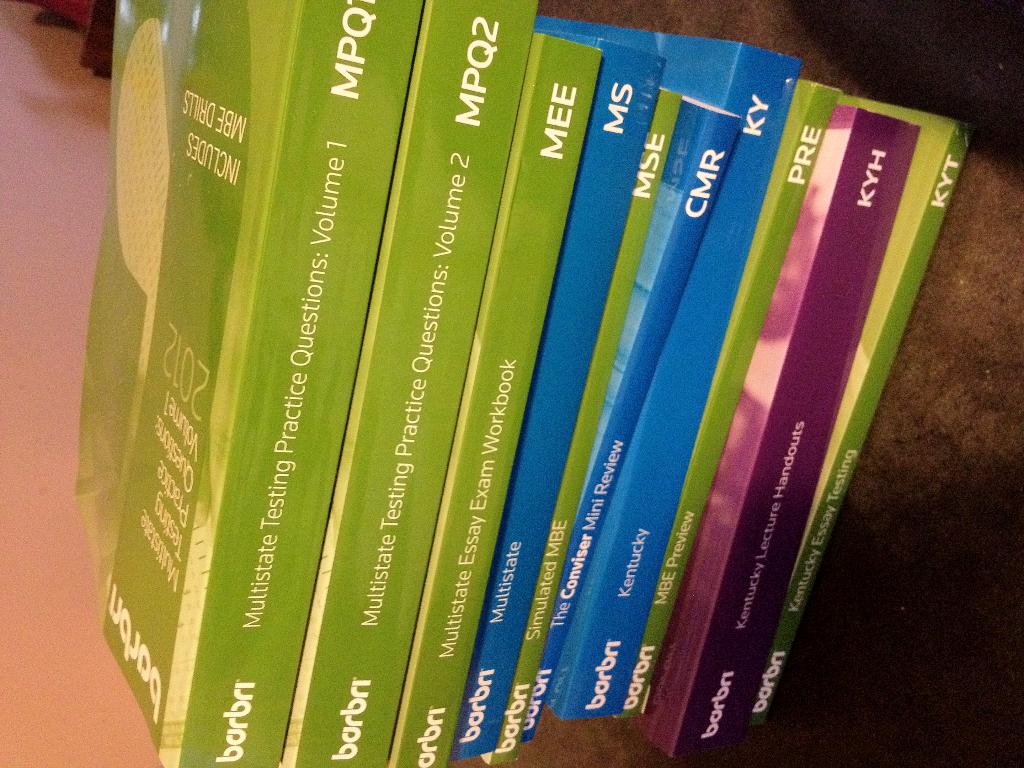 barbri
Multistate
Testing
Practice
Questions:
Volume 1
2012
INCLUDES
MBE DRILLS
barbri Multistate Testing Practice Questions: Volume 1 MPQ1
barbri Multistate Testing Practice Questions: Volume 2 MPQ2
barbri Multistate Essay Exam Workbook MEE
barbri Multistate MS
barbri Simulated MBE MSE
barbri The Conviser Mini Review CMR
barbri Kentucky KY
barbri MBE Preview PRE
barbri Kentucky Lecture Handouts KYH
barbri Kentucky Essay Testing KYT